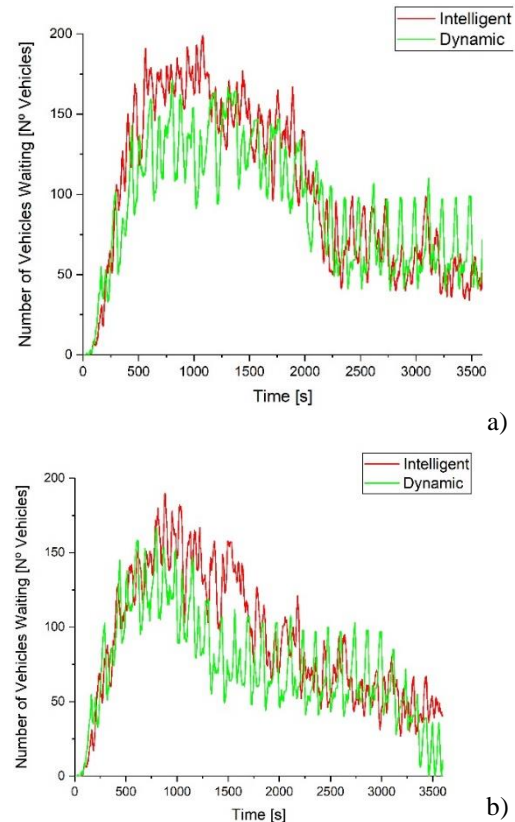 Intelligent
Dynamic
200
150
100
50
0
Number of Vehicles Waiting [Nº Vehicles]
0 500 1000 1500 2000 2500 3000 3500
Time [s]
a)
Intelligent
Dynamic
200
150
100
50
0
Number of Vehicles Waiting [Nº Vehicles]
0 500 1000 1500 2000 2500 3000 3500
Time [s]
b)